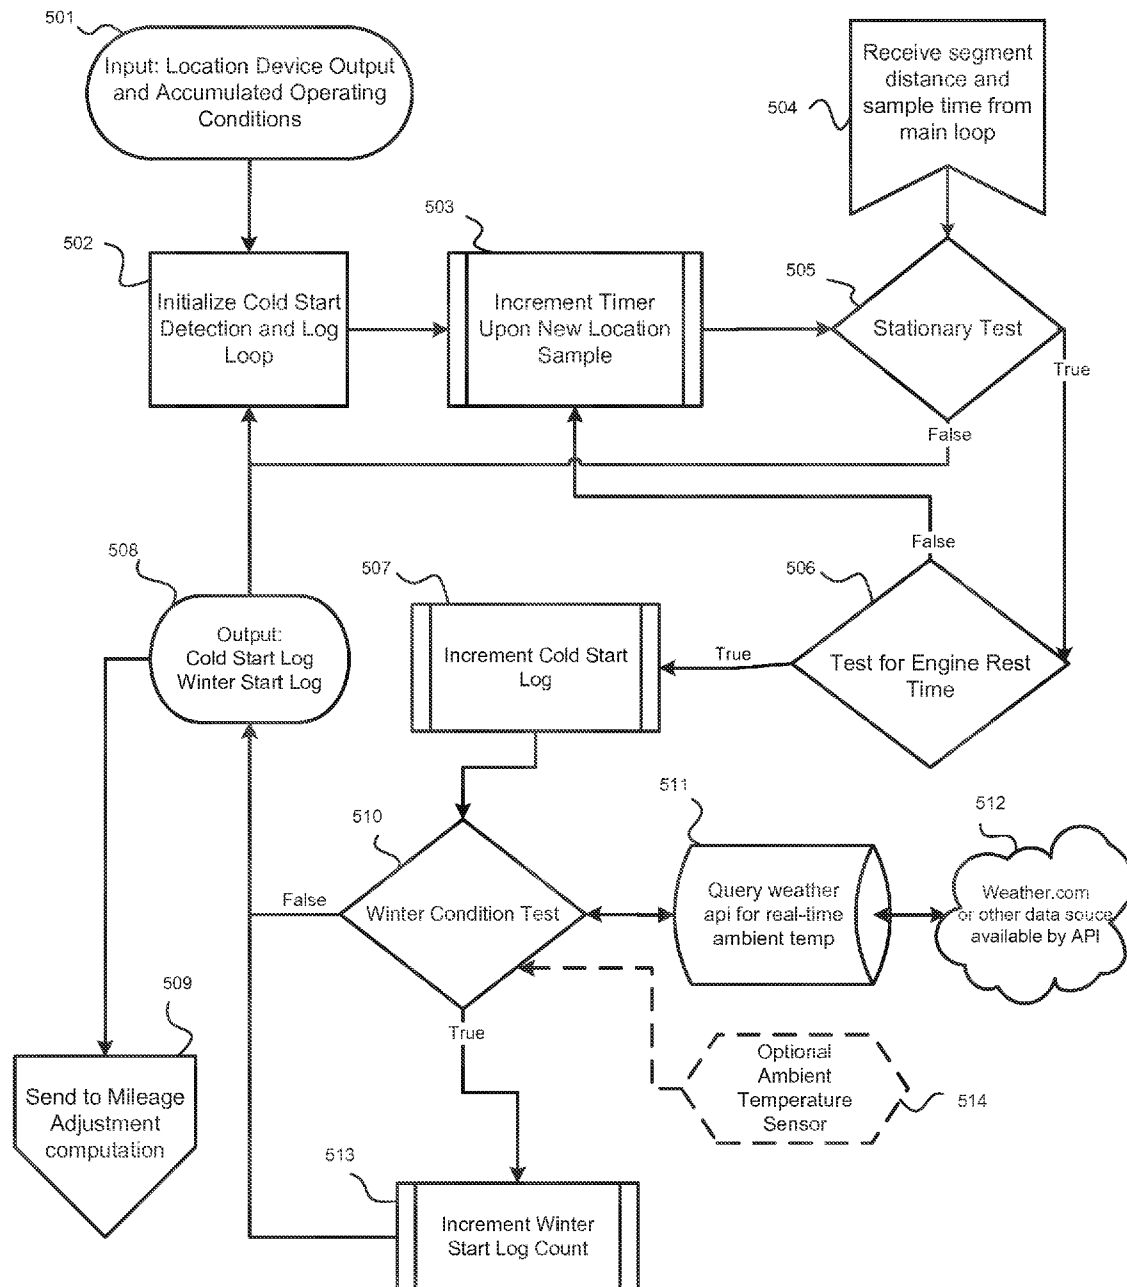 501
Input: Location Device Output
and Accumulated Operating
Conditions
Receive segment
distance and
sample time from
main loop
504
502
Initialize Cold Start
Detection and Log
Loop
503
Increment Timer
Upon New Location
Sample
505
Stationary Test
True
False
False
508
Output:
Cold Start Log
Winter Start Log
507
Increment Cold Start
Log
True
506
Test for Engine Rest
Time
510
Winter Condition Test
False
True
511
Query weather
api for real-time
ambient temp
512
Weather.com
or other data souce
available by API
509
Send to Mileage
Adjustment
computation
Optional
Ambient
Temperature
Sensor
514
513
Increment Winter
Start Log Count